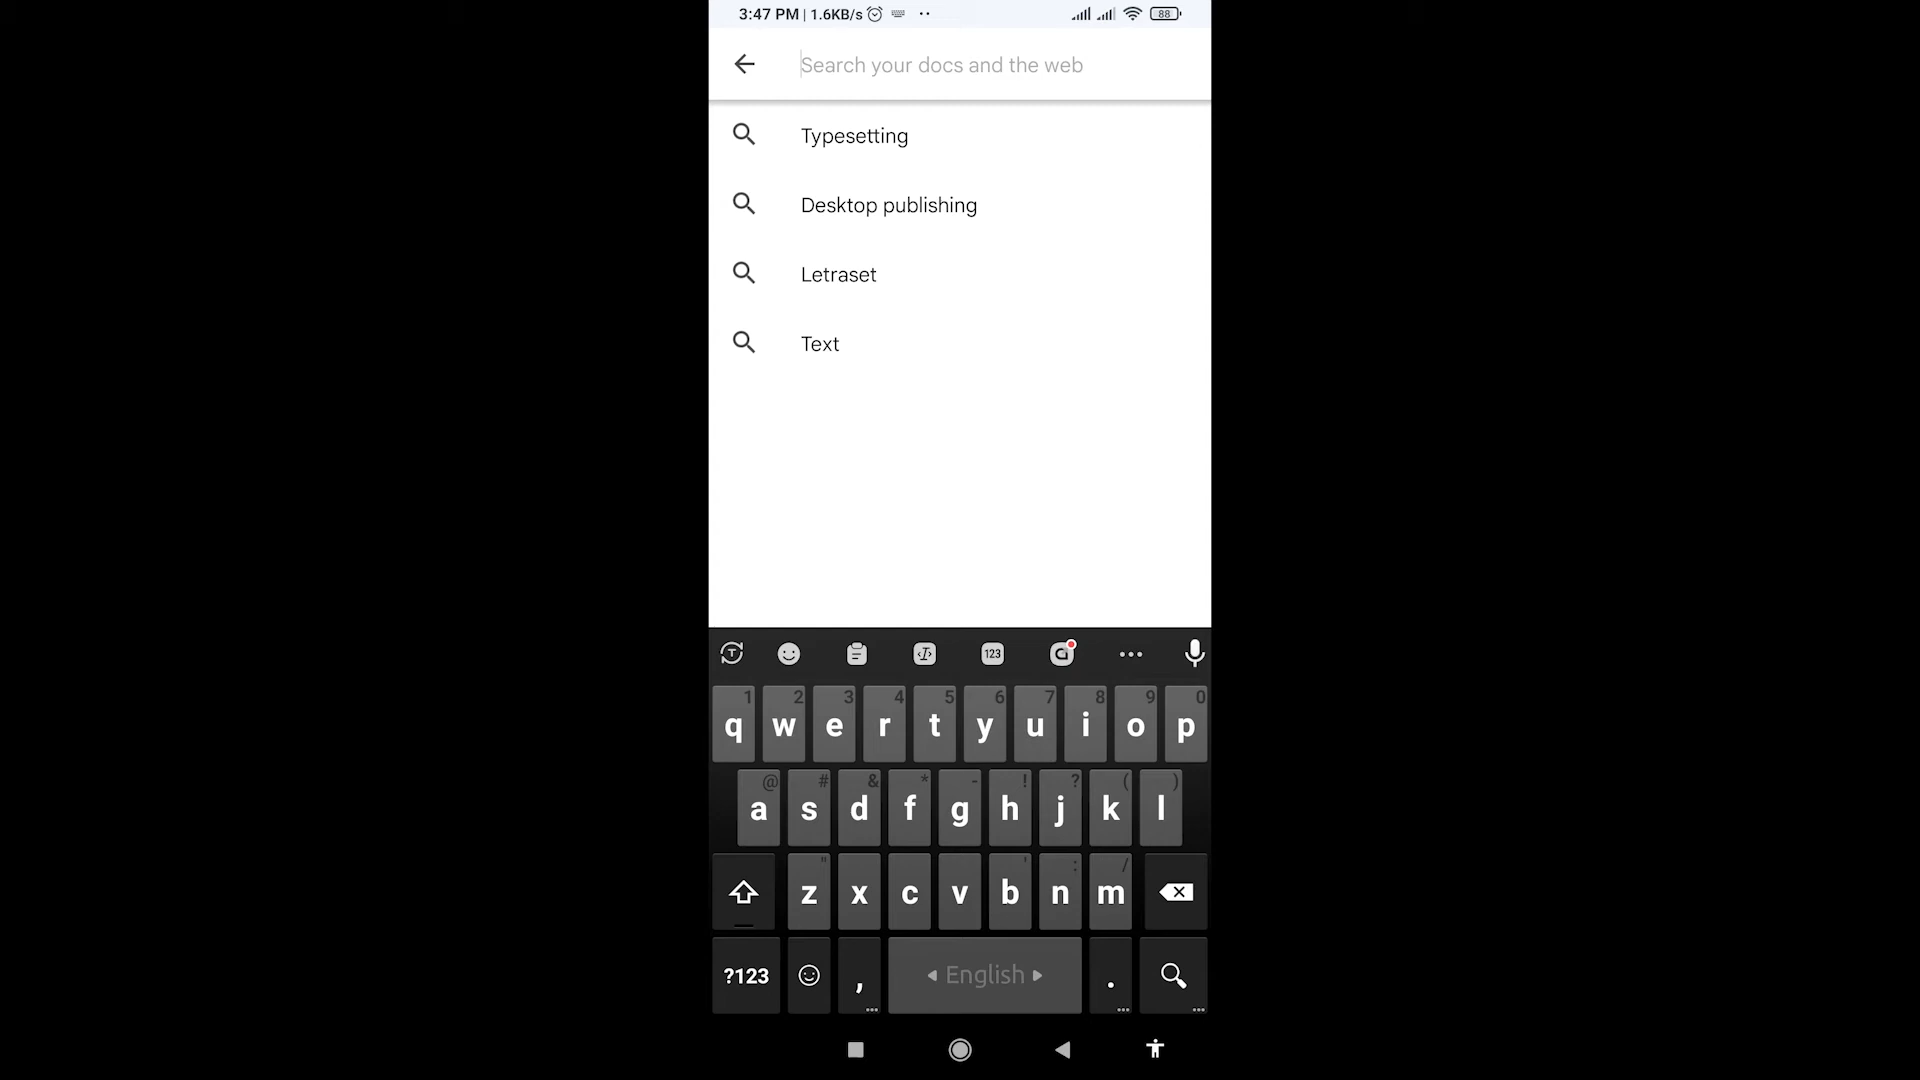 3:47 PM | 1.6KB/s 88
Search your docs and the web
Typesetting
Desktop publishing
Letraset
Text
123
1 2 3 4 5 6 7 8 9 0
q w e r t y u i o p
@ # & * - ! ? ( )
a s d f g h j k l
" ' : /
z x c v b n m
?123 , English .